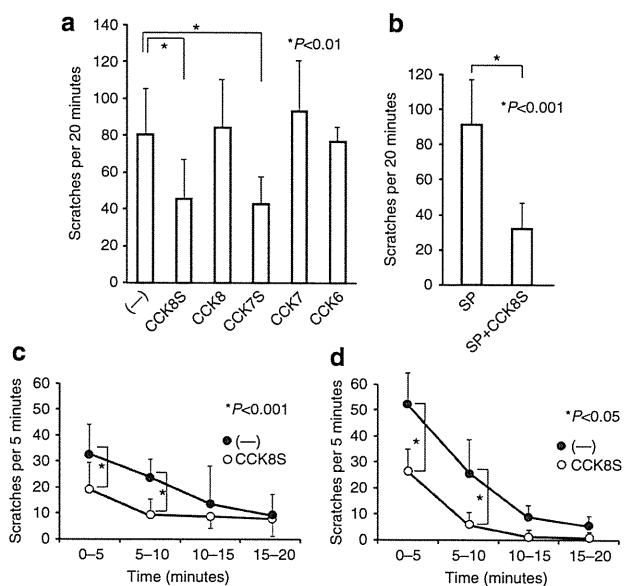 a
*P<0.01
Scratches per 20 minutes
140
120
100
80
60
40
20
0
*
*
(—)
CCK8S
CCK8
CCK7S
CCK7
CCK6
b
*P<0.001
Scratches per 20 minutes
120
100
80
60
40
20
0
*
SP
SP+CCK8S
c
*P<0.001
(—)
CCK8S
Scratches per 5 minutes
60
50
40
30
20
10
0
*
*
0–5
5–10
10–15
15–20
Time (minutes)
d
*P<0.05
(—)
CCK8S
Scratches per 5 minutes
60
50
40
30
20
10
0
*
*
0–5
5–10
10–15
15–20
Time (minutes)